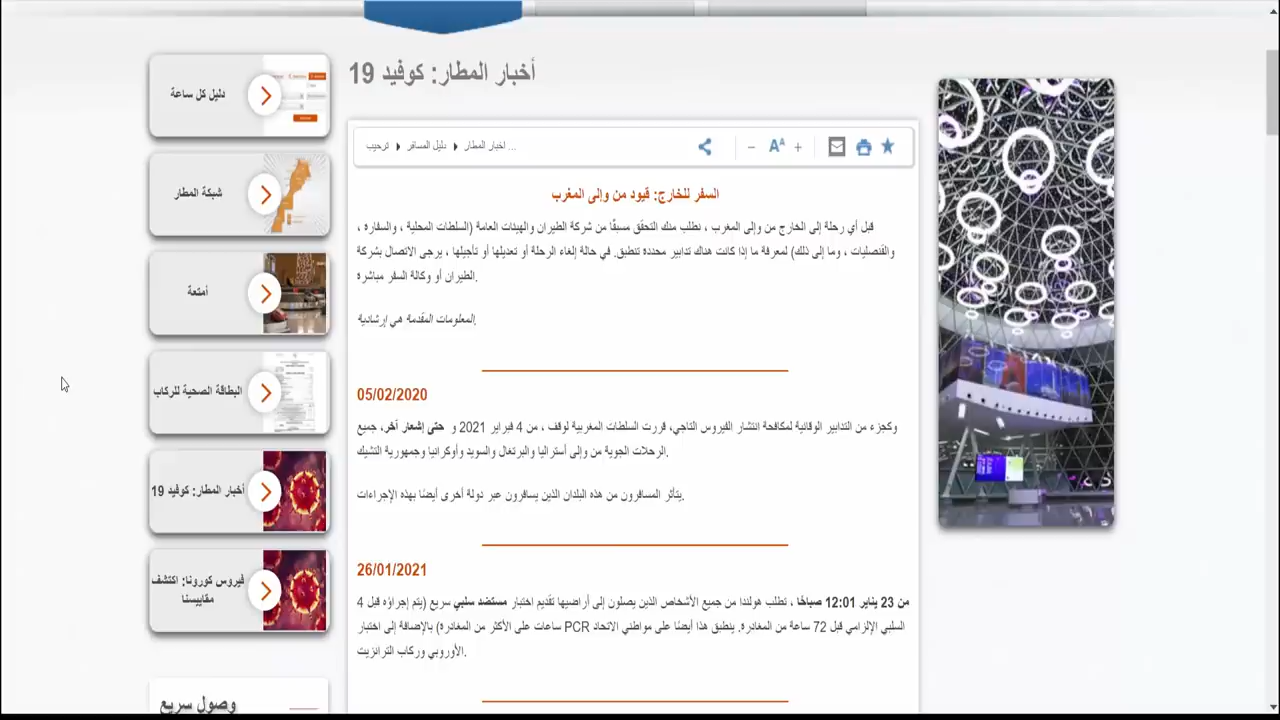 أخبار المطار: كوفيد 19
ترحيب
دليل المسافر
اخبار المطار ...
السفر للخارج: قيود من وإلى المغرب
قبل أي رحلة إلى الخارج من وإلى المغرب ، نطلب منك التحقق مسبقًا من شركة الطيران والهيئات العامة (السلطات المحلية ، والسفارة ،
والقنصليات ، وما إلى ذلك) لمعرفة ما إذا كانت هناك تدابير محددة تنطبق. في حالة إلغاء الرحلة أو تعديلها أو تأجيلها ، يرجى الاتصال بشركة
الطيران أو وكالة السفر مباشرة.
المعلومات المقدمة هي إرشادية.
05/02/2020
وكجزء من التدابير الوقائية لمكافحة انتشار الفيروس التاجي، قررت السلطات المغربية لوقف ، من 4 فبراير 2021 و حتى إشعار آخر، جميع
الرحلات الجوية من وإلى أستراليا والبرتغال والسويد وأوكرانيا وجمهورية التشيك.
يتأثر المسافرون من هذه البلدان الذين يسافرون عبر دولة أخرى أيضًا بهذه الإجراءات.
26/01/2021
من 23 يناير 12:01 صباحًا ، تطلب هولندا من جميع الأشخاص الذين يصلون إلى أراضيها تقديم اختبار مستضد سلبي سريع (يتم إجراؤه قبل 4
ساعات على الأكثر من المغادرة) بالإضافة إلى اختبار PCR السلبي الإلزامي قبل 72 ساعة من المغادرة. ينطبق هذا أيضًا على مواطني الاتحاد
الأوروبي وركاب الترانزيت.
دليل كل ساعة
شبكة المطار
أمتعة
البطاقة الصحية للركاب
أخبار المطار: كوفيد 19
فيروس كورونا: اكتشف
مقاييسنا
وصول سريع